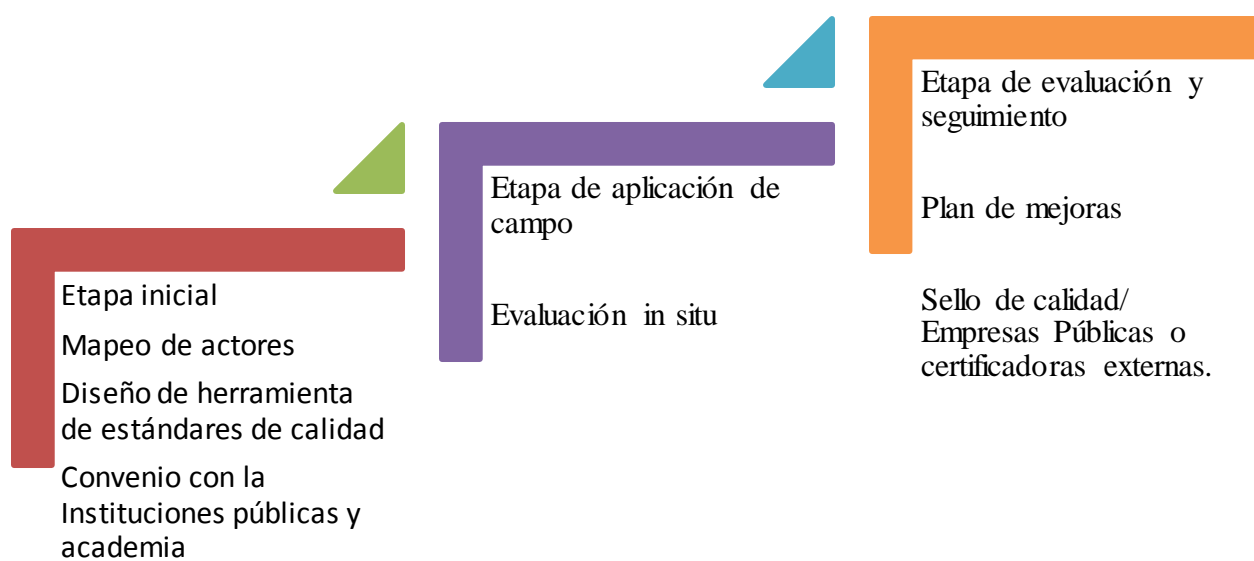 Etapa inicial
Mapeo de actores
Diseño de herramienta
de estándares de calidad
Convenio con la
Instituciones públicas y
academia
Etapa de aplicación de
campo
Evaluación in situ
Etapa de evaluación y
seguimiento
Plan de mejoras
Sello de calidad/
Empresas Públicas o
certificadoras externas.